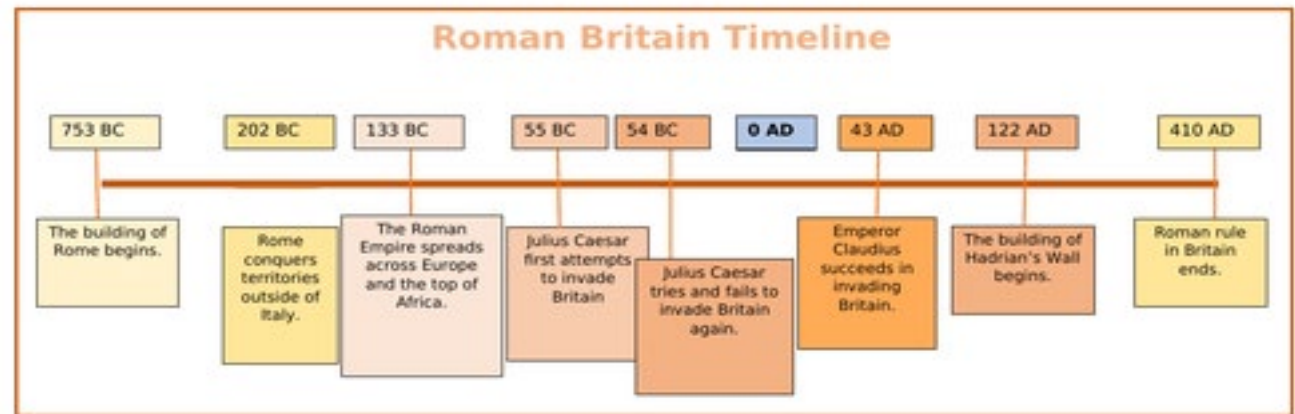 Roman Britain Timeline
753 BC
202 BC
133 BC
55 BC
54 BC
0 AD
43 AD
122 AD
410 AD
The building of
Rome begins.
Rome
conquers
territories
outside of
Italy.
The Roman
Empire spreads
across Europe
and the top of
Africa.
Julius Caesar
first attempts
to invade
Britain
Julius Caesar
tries and fails to
invade Britain
again.
Emperor
Claudius
succeeds in
invading
Britain.
The building of
Hadrian's Wall
begins.
Roman rule
in Britain
ends.